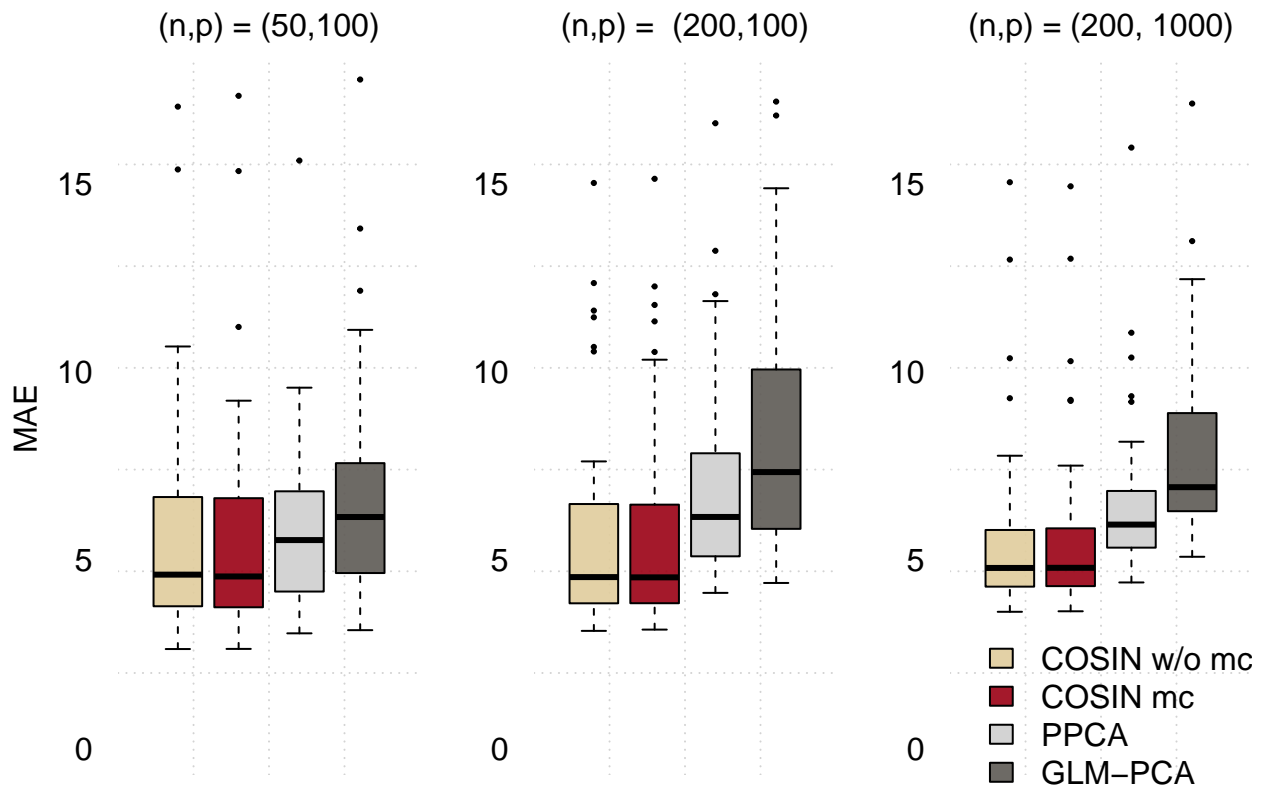 (n,p) = (50,100)
(n,p) = (200,100)
(n,p) = (200, 1000)
MAE
15
10
5
0
15
10
5
0
15
10
5
0
COSIN w/o mc
COSIN mc
PPCA
GLM−PCA